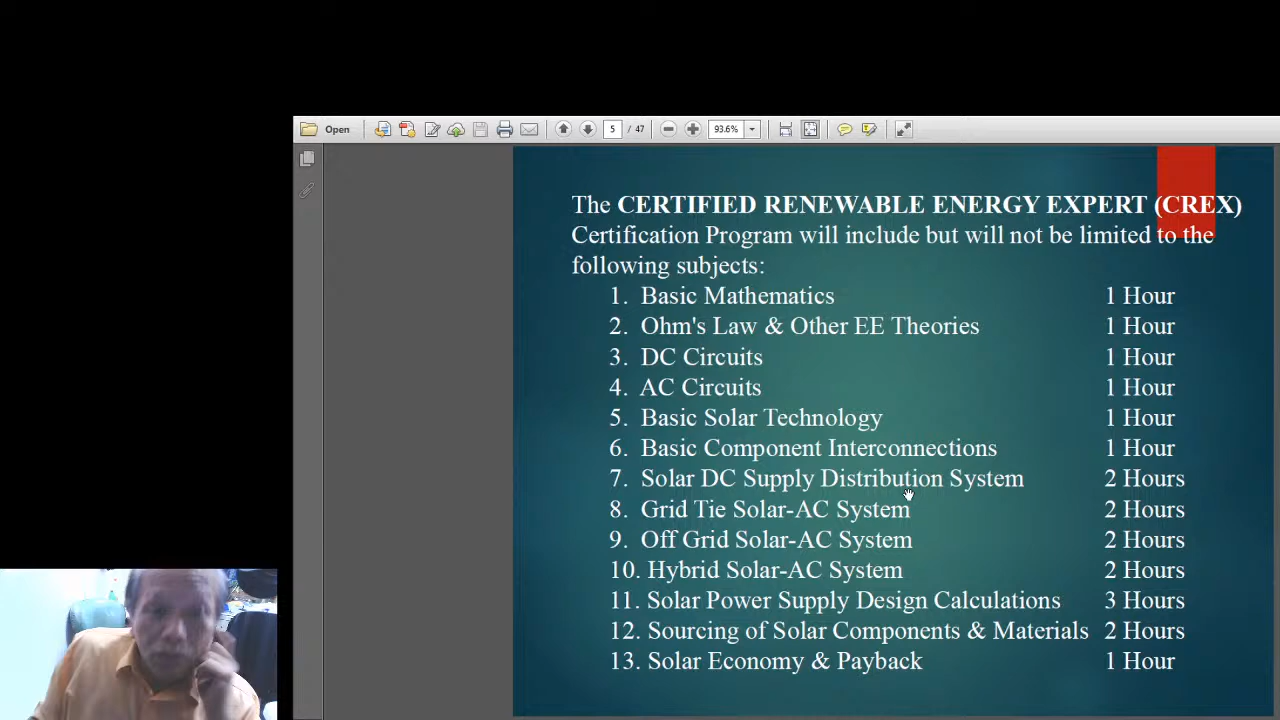 Open 5 / 47 93.6%
The CERTIFIED RENEWABLE ENERGY EXPERT (CREX)
Certification Program will include but will not be limited to the
following subjects:
1. Basic Mathematics 1 Hour
2. Ohm's Law & Other EE Theories 1 Hour
3. DC Circuits 1 Hour
4. AC Circuits 1 Hour
5. Basic Solar Technology 1 Hour
6. Basic Component Interconnections 1 Hour
7. Solar DC Supply Distribution System 2 Hours
8. Grid Tie Solar-AC System 2 Hours
9. Off Grid Solar-AC System 2 Hours
10. Hybrid Solar-AC System 2 Hours
11. Solar Power Supply Design Calculations 3 Hours
12. Sourcing of Solar Components & Materials 2 Hours
13. Solar Economy & Payback 1 Hour